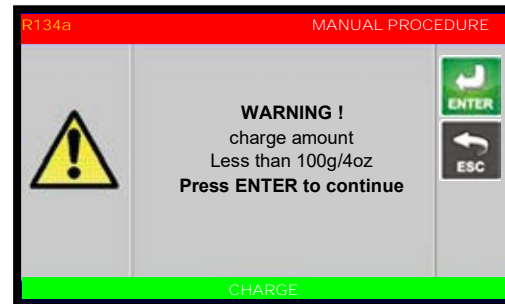 R134a MANUAL PROCEDURE
WARNING !
charge amount
Less than 100g/4oz
Press ENTER to continue
ENTER
ESC
CHARGE